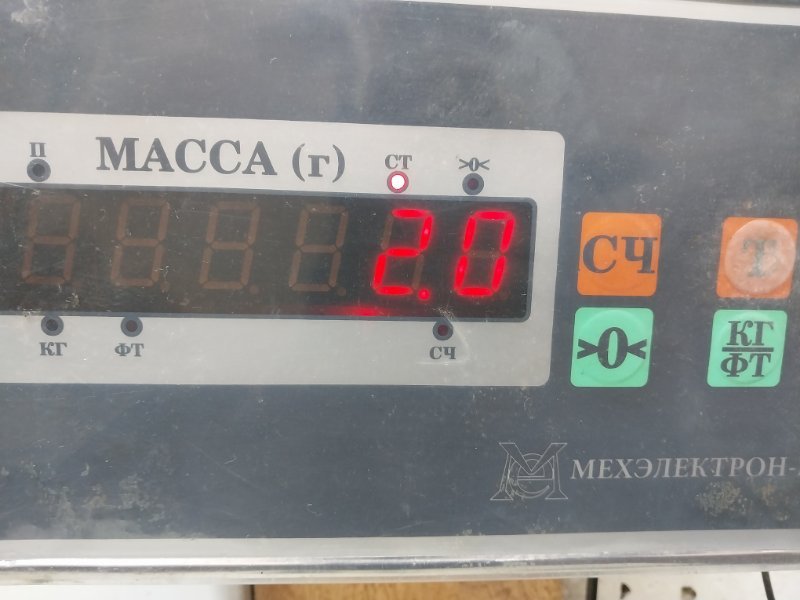 П МАССА (г) СТ >0<
2.0
КГ ФТ СЧ
СЧ Т
>0< КГ
ФТ
МЕХЭЛЕКТРОН-